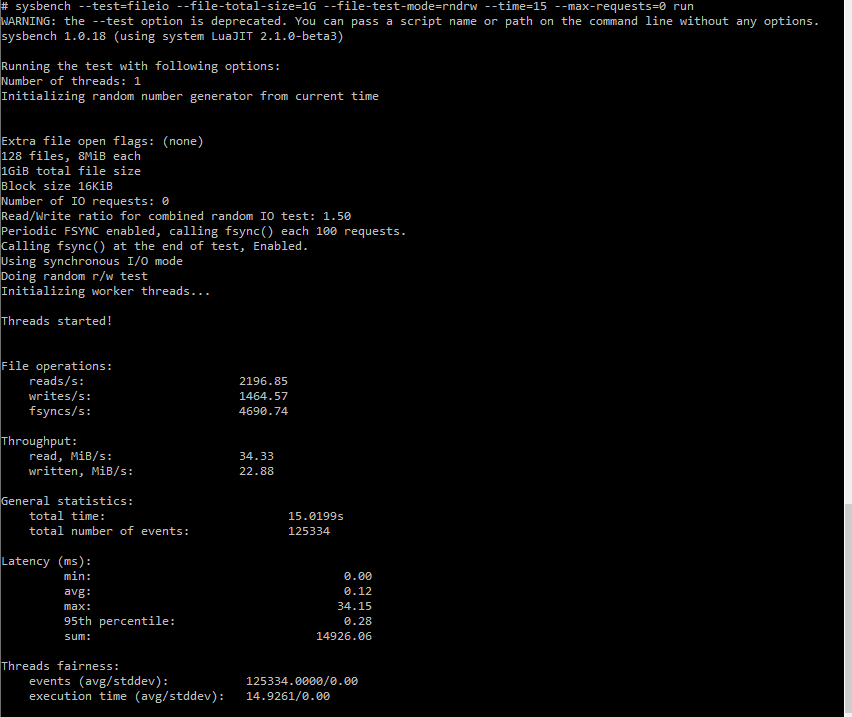 # sysbench --test=fileio --file-total-size=1G --file-test-mode=rndrw --time=15 --max-requests=0 run
WARNING: the --test option is deprecated. You can pass a script name or path on the command line without any options.
sysbench 1.0.18 (using system LuaJIT 2.1.0-beta3)
Running the test with following options:
Number of threads: 1
Initializing random number generator from current time
Extra file open flags: (none)
128 files, 8MiB each
1GiB total file size
Block size 16KiB
Number of IO requests: 0
Read/Write ratio for combined random IO test: 1.50
Periodic FSYNC enabled, calling fsync() each 100 requests.
Calling fsync() at the end of test, Enabled.
Using synchronous I/O mode
Doing random r/w test
Initializing worker threads...
Threads started!
File operations:
reads/s: 2196.85
writes/s: 1464.57
fsyncs/s: 4690.74
Throughput:
read, MiB/s: 34.33
written, MiB/s: 22.88
General statistics:
total time: 15.0199s
total number of events: 125334
Latency (ms):
min: 0.00
avg: 0.12
max: 34.15
95th percentile: 0.28
sum: 14926.06
Threads fairness:
events (avg/stddev): 125334.0000/0.00
execution time (avg/stddev): 14.9261/0.00